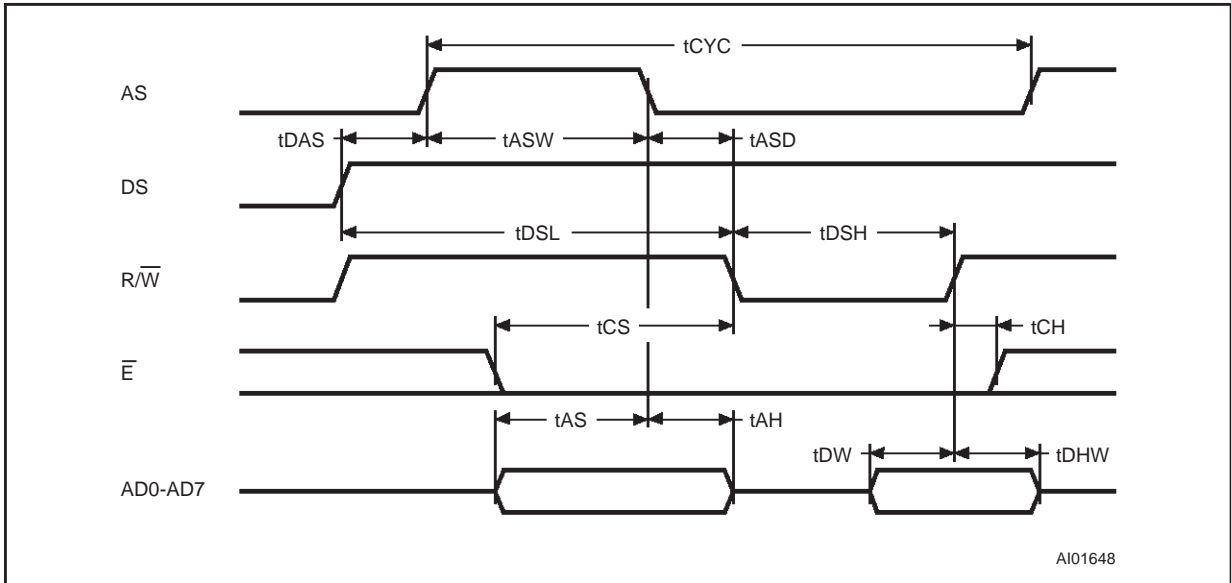 tCYC
AS
tDAS
tASW
tASD
DS
tDSL
tDSH
R/W̅
tCS
tCH
E̅
tAS
tAH
tDW
tDHW
AD0-AD7
AI01648